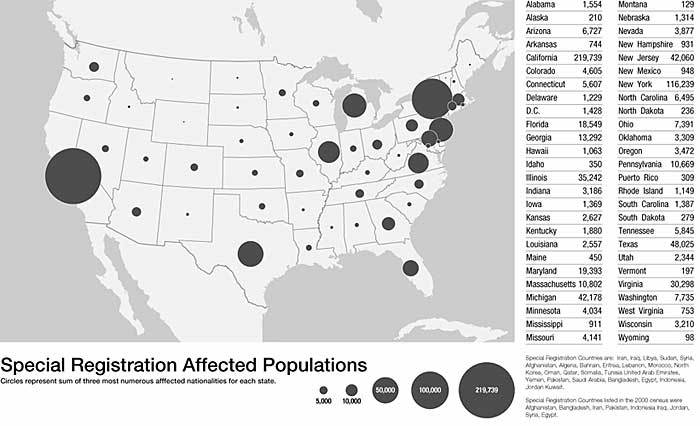 Alabama 1,554
Alaska 210
Arizona 6,727
Arkansas 744
California 219,739
Colorado 4,605
Connecticut 5,607
Delaware 1,229
D.C. 1,428
Florida 18,549
Georgia 13,292
Hawaii 1,063
Idaho 350
Illinois 35,242
Indiana 3,186
Iowa 1,369
Kansas 2,627
Kentucky 1,880
Louisiana 2,557
Maine 450
Maryland 19,393
Massachusetts 10,802
Michigan 42,178
Minnesota 4,034
Mississippi 911
Missouri 4,141
Montana 129
Nebraska 1,314
Nevada 3,877
New Hampshire 931
New Jersey 42,060
New Mexico 948
New York 116,239
North Carolina 6,495
North Dakota 236
Ohio 7,391
Oklahoma 3,309
Oregon 3,472
Pennsylvania 10,669
Puerto Rico 309
Rhode Island 1,149
South Carolina 1,387
South Dakota 279
Tennessee 5,845
Texas 48,025
Utah 2,344
Vermont 197
Virginia 30,298
Washington 7,735
West Virginia 753
Wisconsin 3,210
Wyoming 98
Special Registration Affected Populations
Circles represent sum of three most numerous afffected nationalities for each state.
5,000
10,000
50,000
100,000
219,739
Special Registration Countries are: Iran, Iraq, Libya, Sudan, Syria,
Afghanistan, Algeria, Bahrain, Eritrea, Lebanon, Morocco, North
Korea, Oman, Qatar, Somalia, Tunisia United Arab Emirates,
Yemen, Pakistan, Saudi Arabia, Bangladesh, Egypt, Indonesia,
Jordan Kuwait.
Special Registration Countries listed in the 2000 census were
Afghanistan, Bangladesh, Iran, Pakistan, Indonesia Iraq, Jordan,
Syria, Egypt.